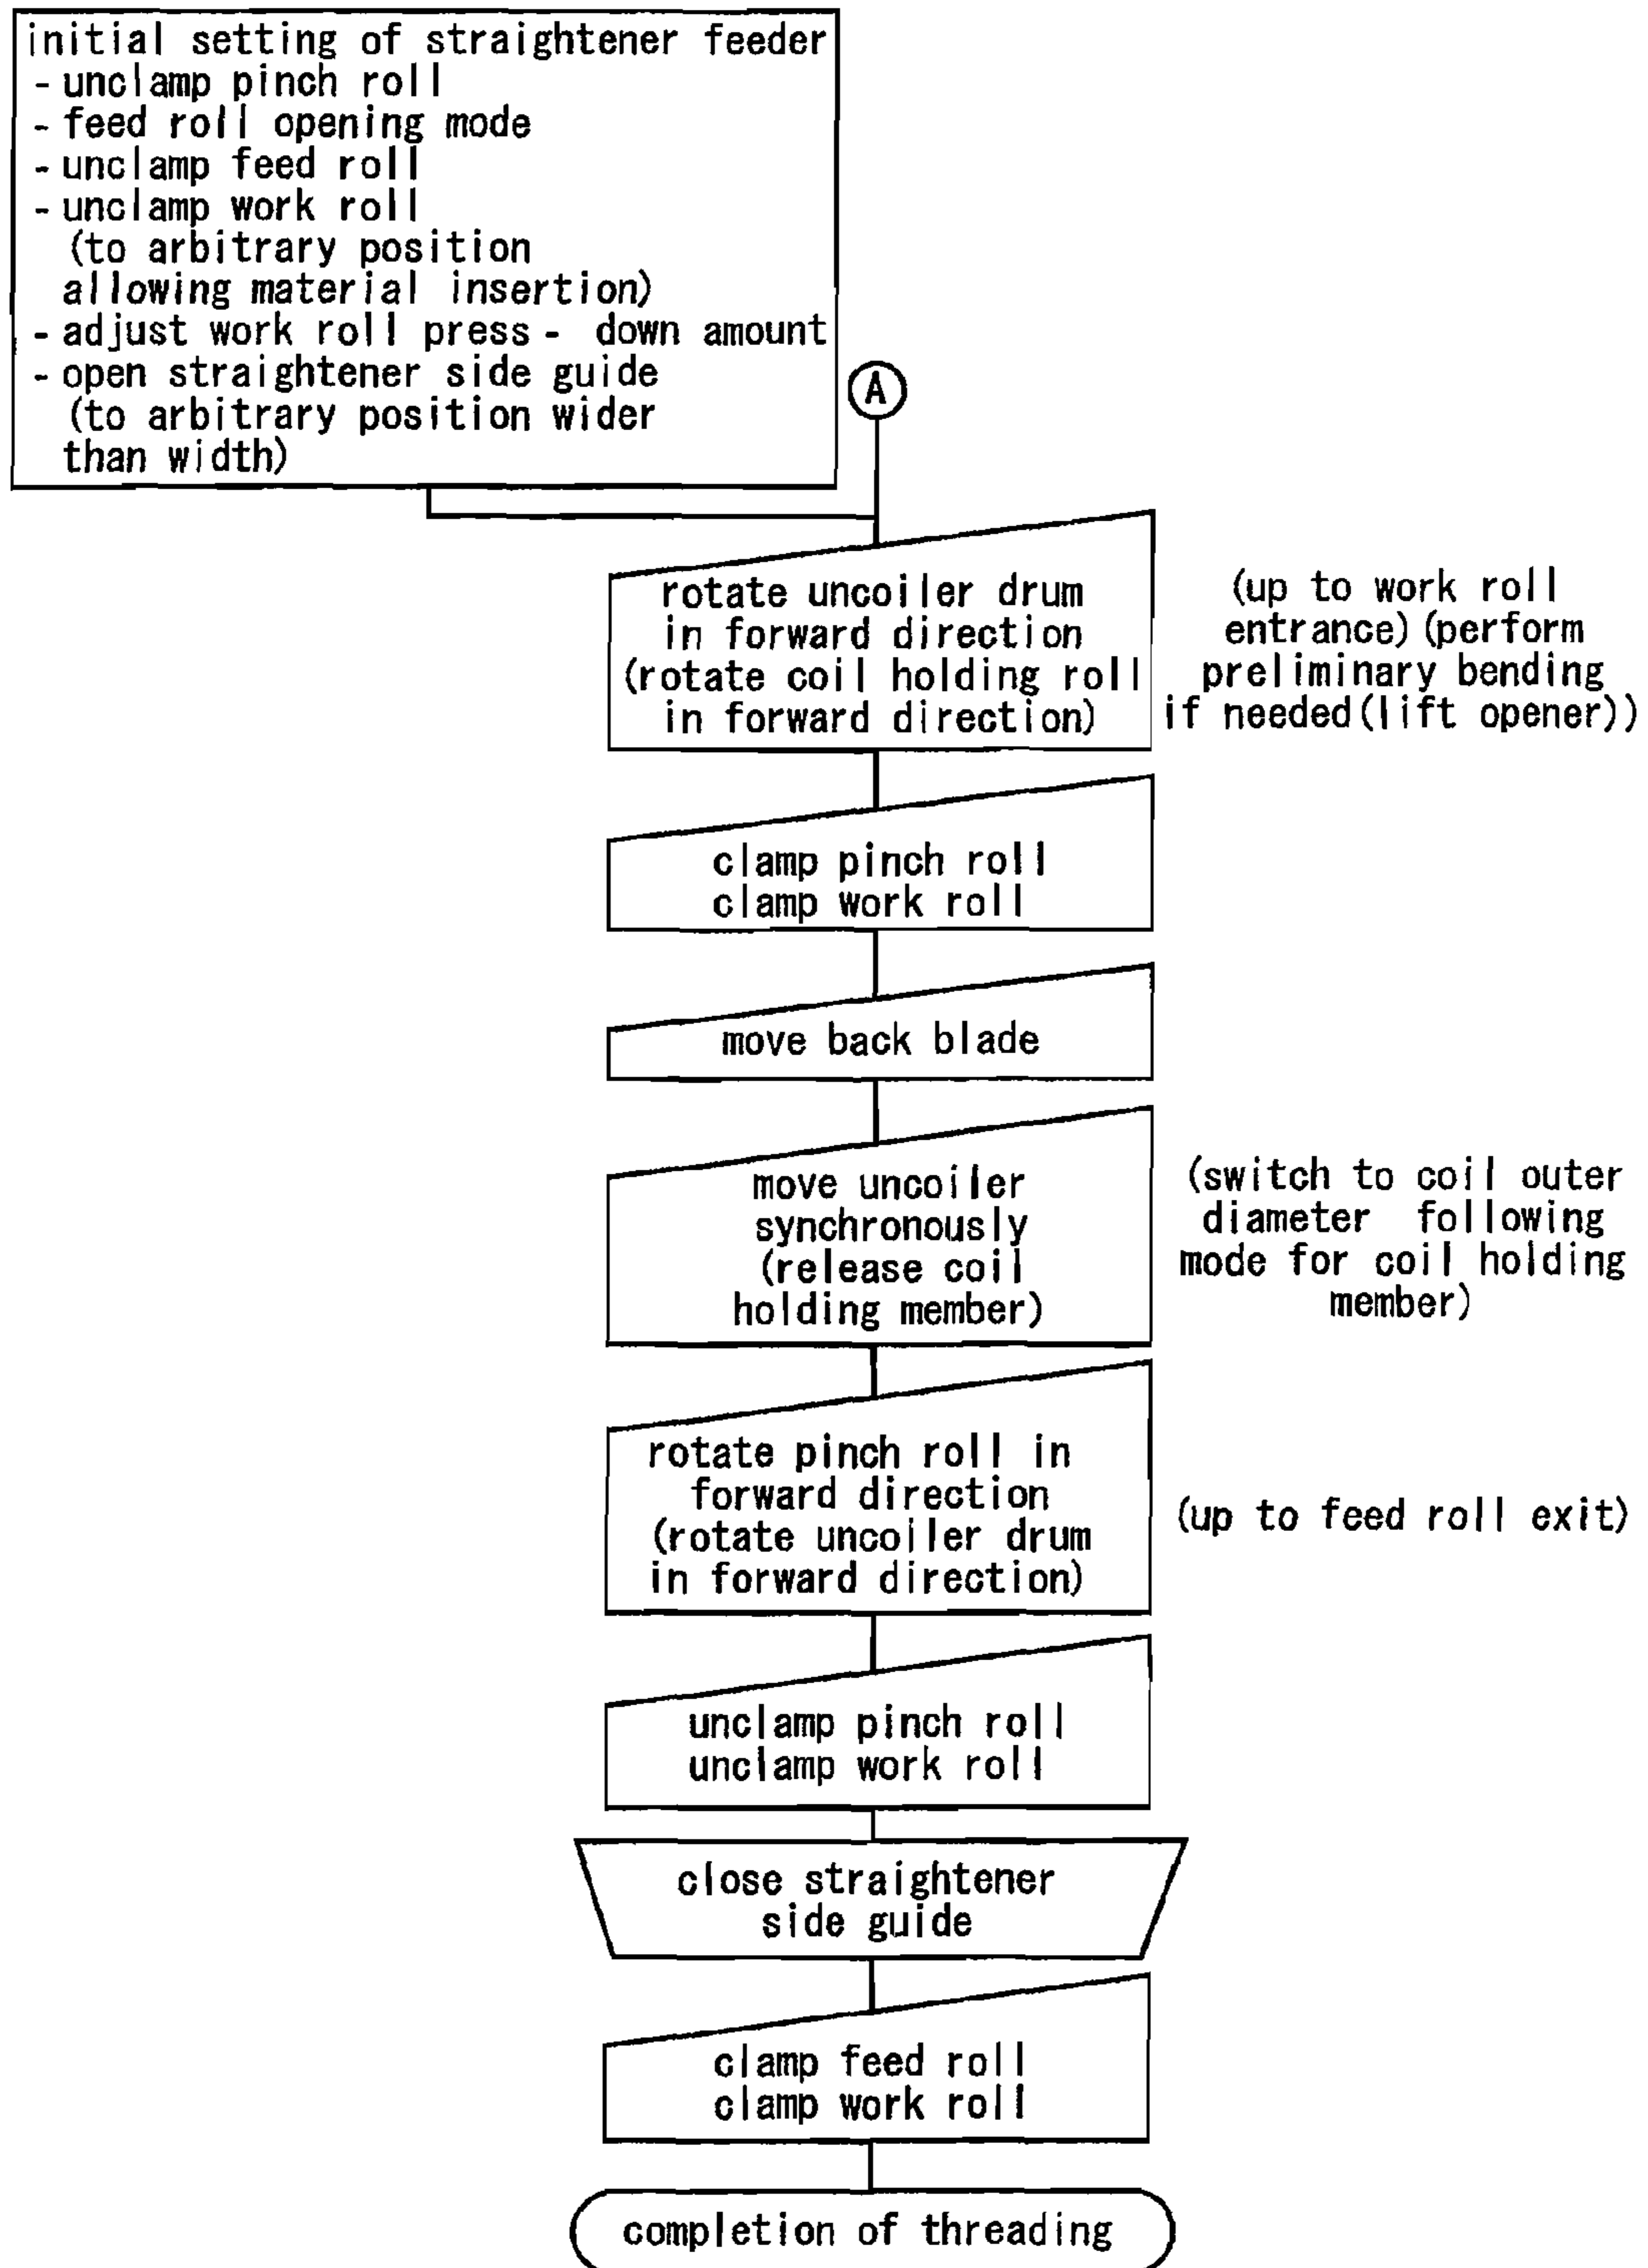 initial setting of straightener feeder
- unclamp pinch roll
- feed roll opening mode
- unclamp feed roll
- unclamp work roll
(to arbitrary position
allowing material insertion)
- adjust work roll press - down amount
- open straightener side guide
(to arbitrary position wider
than width)
A
rotate uncoiler drum
in forward direction
(rotate coil holding roll
in forward direction)
(up to work roll
entrance) (perform
preliminary bending
if needed(lift opener))
clamp pinch roll
clamp work roll
move back blade
move uncoiler
synchronously
(release coil
holding member)
(switch to coil outer
diameter following
mode for coil holding
member)
rotate pinch roll in
forward direction
(rotate uncoiler drum
in forward direction)
(up to feed roll exit)
unclamp pinch roll
unclamp work roll
close straightener
side guide
clamp feed roll
clamp work roll
completion of threading